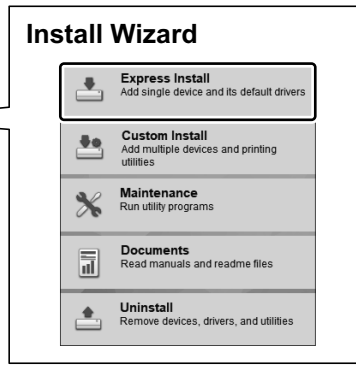 Install Wizard
Express Install
Add single device and its default drivers
Custom Install
Add multiple devices and printing
utilities
Maintenance
Run utility programs
Documents
Read manuals and readme files
Uninstall
Remove devices, drivers, and utilities